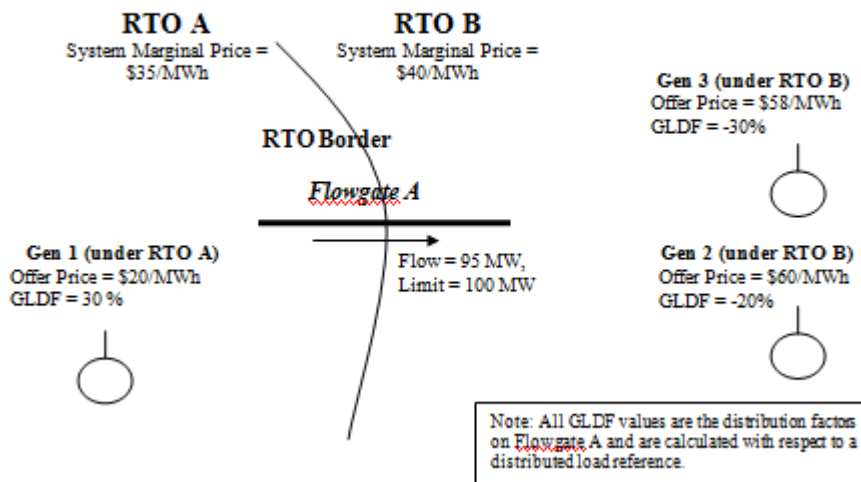 RTO A
System Marginal Price =
$35/MWh
RTO B
System Marginal Price =
$40/MWh
Gen 3 (under RTO B)
Offer Price = $58/MWh
GLDF = -30%
RTO Border
Flowgate A
Gen 1 (under RTO A)
Offer Price = $20/MWh
GLDF = 30 %
Flow = 95 MW,
Limit = 100 MW
Gen 2 (under RTO B)
Offer Price = $60/MWh
GLDF = -20%
Note: All GLDF values are the distribution factors
on Flowgate A and are calculated with respect to a
distributed load reference.